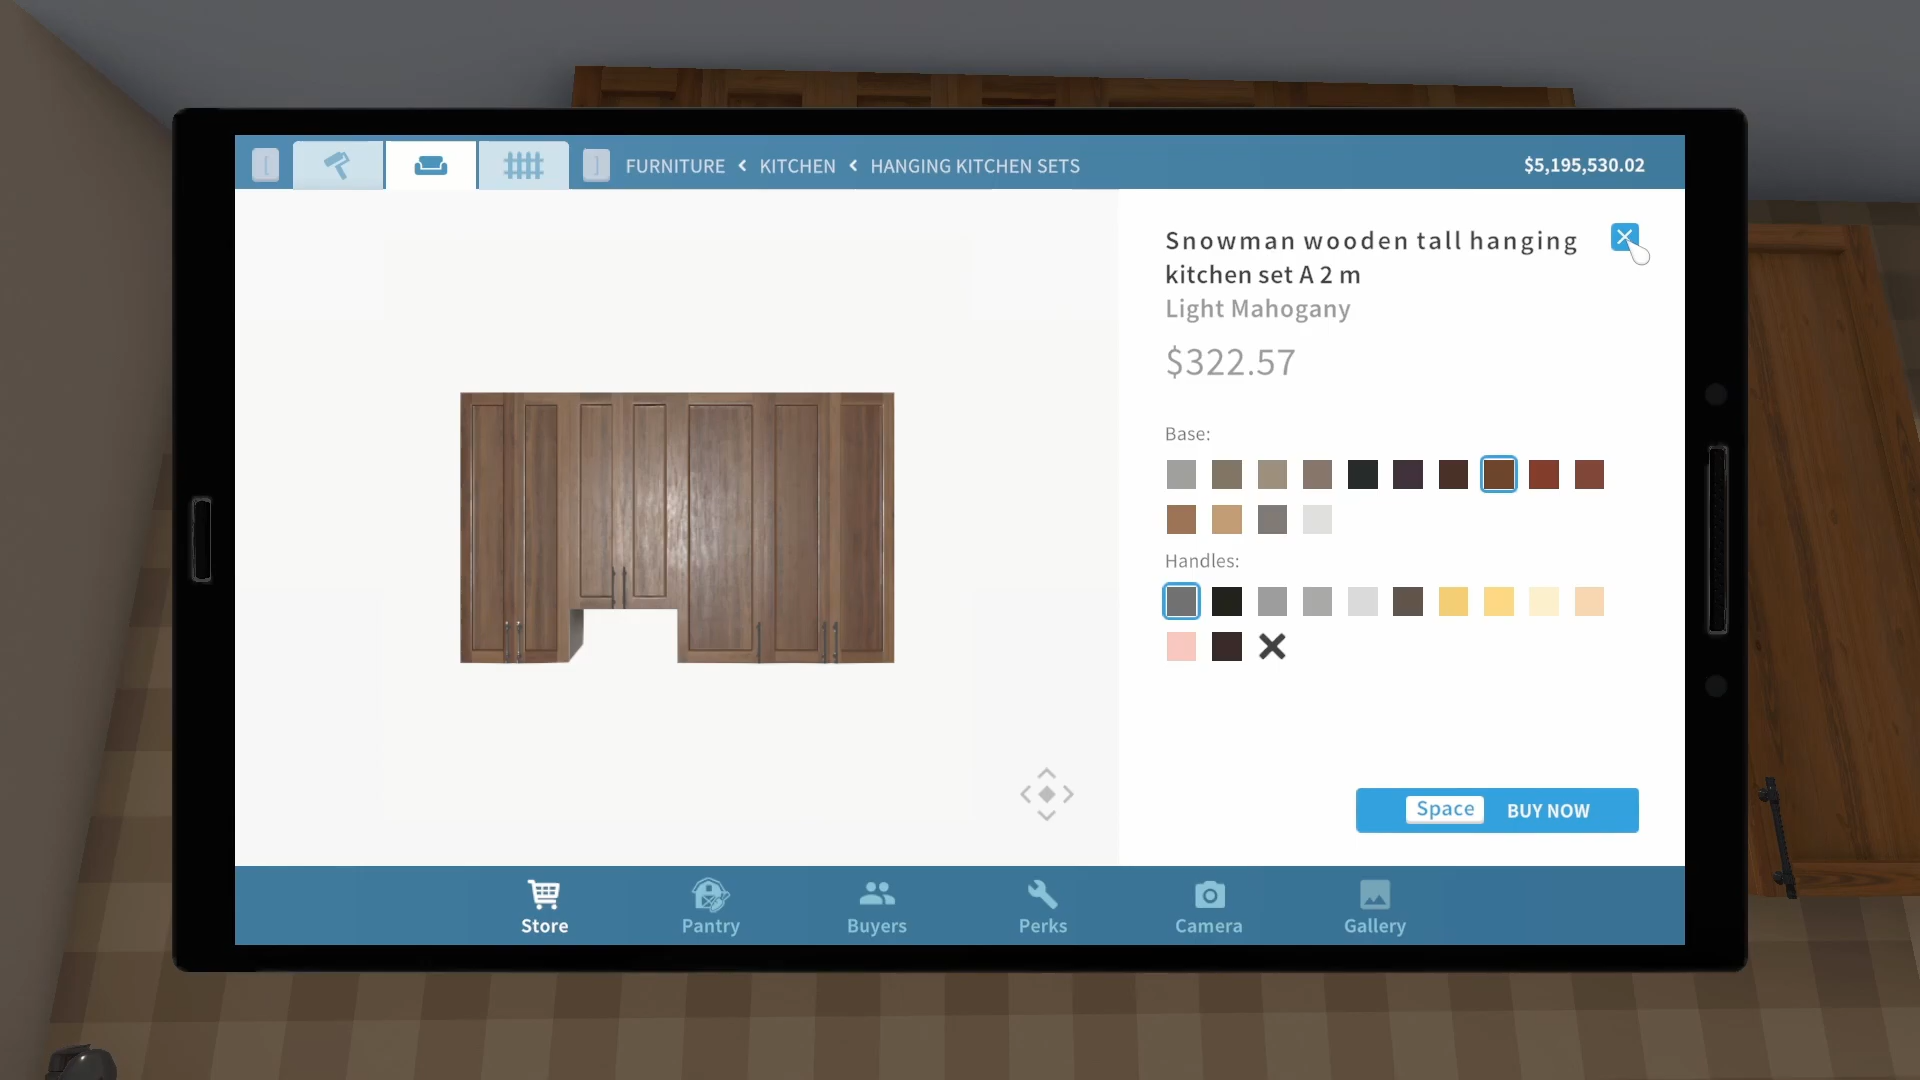 [
]
FURNITURE < KITCHEN < HANGING KITCHEN SETS
$5,195,530.02
Snowman wooden tall hanging
kitchen set A 2 m
Light Mahogany
$322.57
Base:
Handles:
Space BUY NOW
Store
Pantry
Buyers
Perks
Camera
Gallery